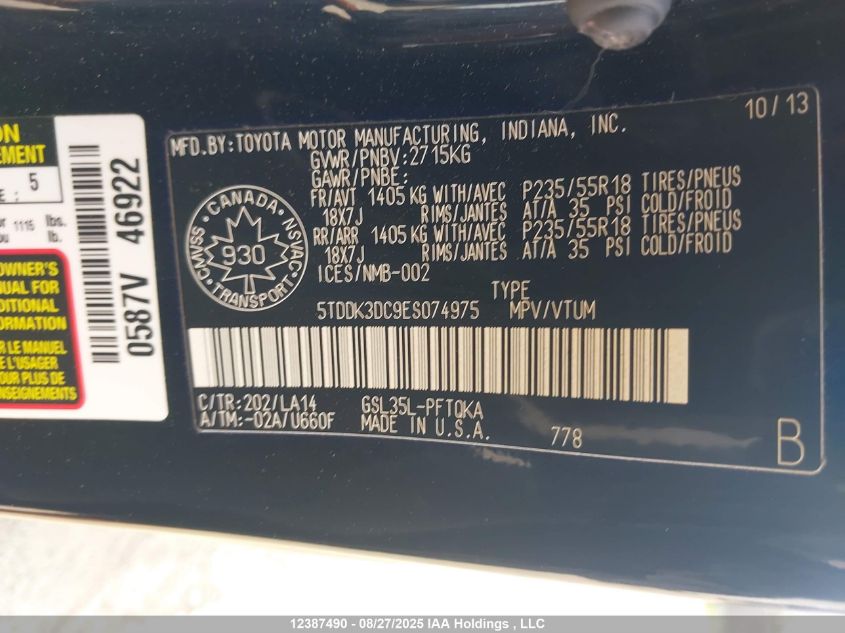 10/13
MFD.BY:TOYOTA MOTOR MANUFACTURING, INDIANA, INC.
GVWR/PNBV:2715KG
GAWR/PNBE:
FR/AVT 1405KG WITH/AVEC P235/55R18 TIRES/PNEUS
18X7J RIMS/JANTES AT/A 35 PSI COLD/FROID
RR/ARR 1405KG WITH/AVEC P235/55R18 TIRES/PNEUS
18X7J RIMS/JANTES AT/A 35 PSI COLD/FROID
ICES/NMB-002
CANADA
CMVSS 930 NSVAC
TRANSPORT
TYPE
5TDDK3DC9ES074975 MPV/VTUM
C/TR:202/LA14 GSL35L-PFTQKA
A/TM:-02A/U660F MADE IN U.S.A. 778
B
ON
EMENT
E : 5
or 1115 lbs.
ou lb.
OWNER'S
UAL FOR
DITIONAL
FORMATION
R LE MANUEL
E L'USAGER
OUR PLUS DE
NSEIGNEMENTS
0587V 46922
12387490 - 08/27/2025 IAA Holdings , LLC